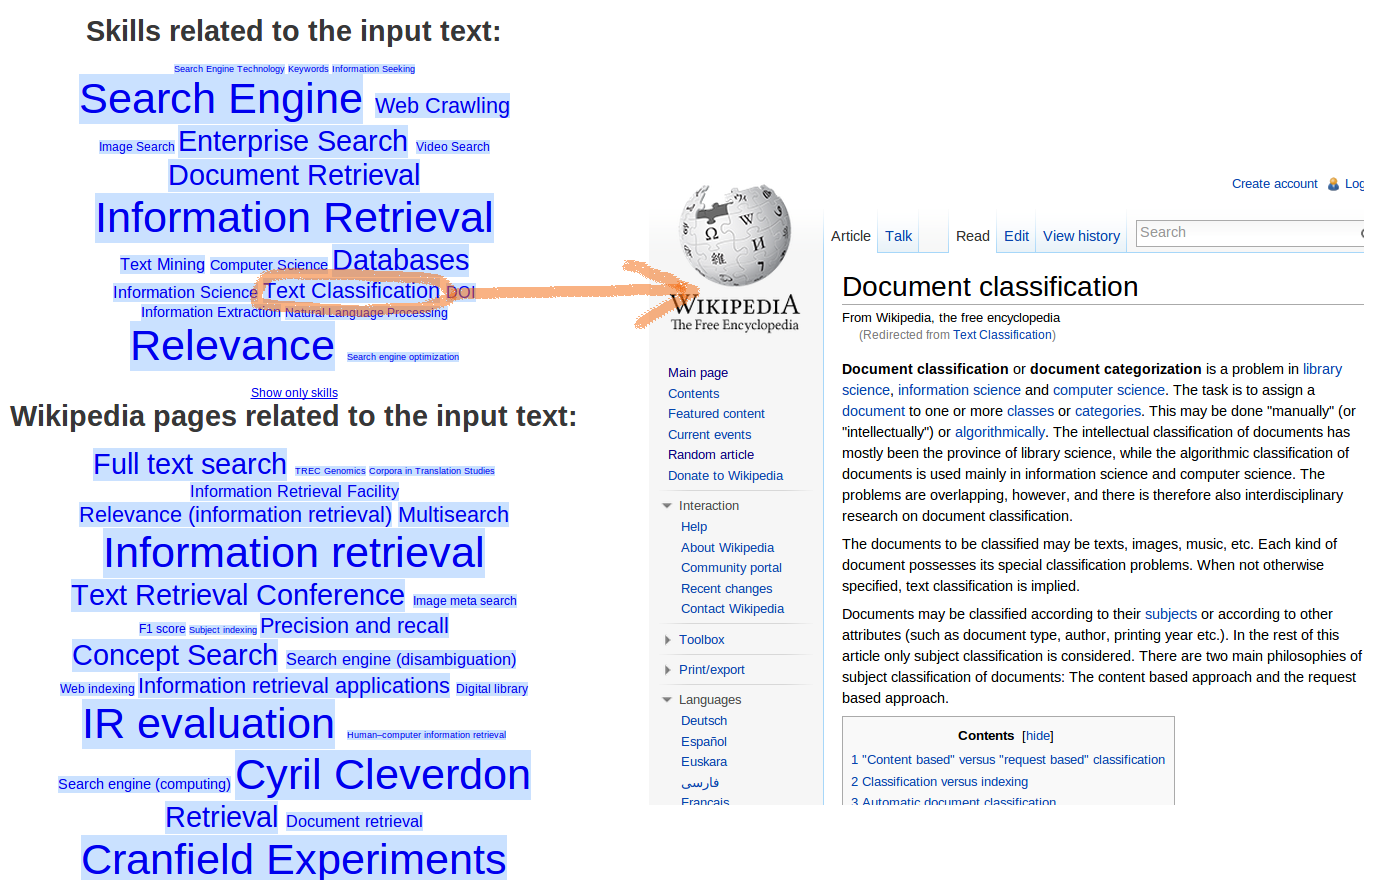 Skills related to the input text:
Search Engine Technology Keywords Information Seeking
Search Engine Web Crawling
Image Search Enterprise Search Video Search
Document Retrieval
Information Retrieval
Text Mining Computer Science Databases
Information Science Text Classification DOI
Information Extraction Natural Language Processing
Relevance Search engine optimization
Show only skills
Wikipedia pages related to the input text:
Full text search TREC Genomics Corpora in Translation Studies
Information Retrieval Facility
Relevance (information retrieval) Multisearch
Information retrieval
Text Retrieval Conference Image meta search
F1 score Subject indexing Precision and recall
Concept Search Search engine (disambiguation)
Web indexing Information retrieval applications Digital library
IR evaluation Human–computer information retrieval
Search engine (computing) Cyril Cleverdon
Retrieval Document retrieval
Cranfield Experiments
WIKIPEDIA
The Free Encyclopedia
Main page
Contents
Featured content
Current events
Random article
Donate to Wikipedia
Interaction
Help
About Wikipedia
Community portal
Recent changes
Contact Wikipedia
Toolbox
Print/export
Languages
Deutsch
Español
Euskara
فارسی
Français
Create account Log
Article Talk Read Edit View history Search
Document classification
From Wikipedia, the free encyclopedia
(Redirected from Text Classification)
Document classification or document categorization is a problem in library
science, information science and computer science. The task is to assign a
document to one or more classes or categories. This may be done "manually" (or
"intellectually") or algorithmically. The intellectual classification of documents has
mostly been the province of library science, while the algorithmic classification of
documents is used mainly in information science and computer science. The
problems are overlapping, however, and there is therefore also interdisciplinary
research on document classification.
The documents to be classified may be texts, images, music, etc. Each kind of
document possesses its special classification problems. When not otherwise
specified, text classification is implied.
Documents may be classified according to their subjects or according to other
attributes (such as document type, author, printing year etc.). In the rest of this
article only subject classification is considered. There are two main philosophies of
subject classification of documents: The content based approach and the request
based approach.
Contents [hide]
1 "Content based" versus "request based" classification
2 Classification versus indexing
3 Automatic document classification